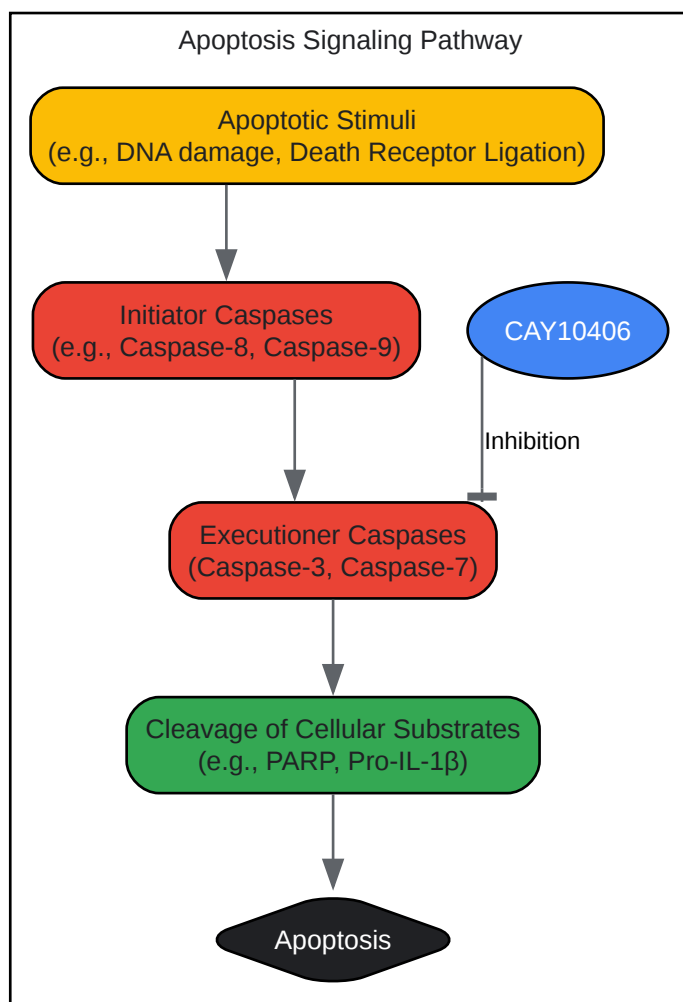 Apoptosis Signaling Pathway
Apoptotic Stimuli
(e.g., DNA damage, Death Receptor Ligation)
Initiator Caspases
(e.g., Caspase-8, Caspase-9)
CAY10406
Inhibition
Executioner Caspases
(Caspase-3, Caspase-7)
Cleavage of Cellular Substrates
(e.g., PARP, Pro-IL-1β)
Apoptosis